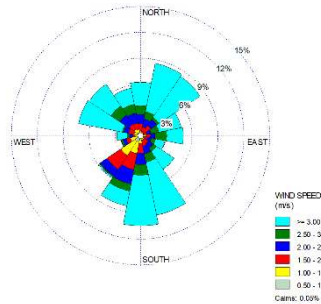 NORTH
15%
12%
9%
6%
3%
WEST
EAST
SOUTH
WIND SPEED
(m/s)
>= 3.00
2.50 - 3
2.00 - 2
1.50 - 2
1.00 - 1
0.50 - 1
Calms: 0.05%